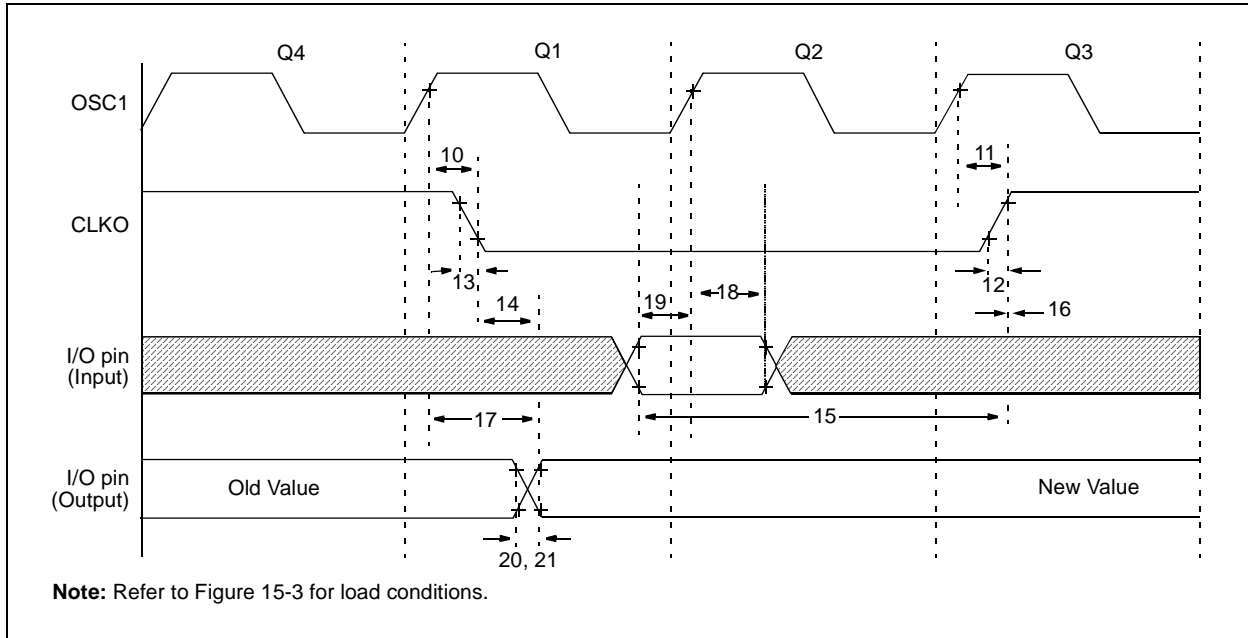 Q4 Q1 Q2 Q3
OSC1
10 11
CLKO
13 12
14 19 18 16
I/O pin
(Input)
17 15
I/O pin
(Output)
Old Value New Value
20, 21
Note: Refer to Figure 15-3 for load conditions.